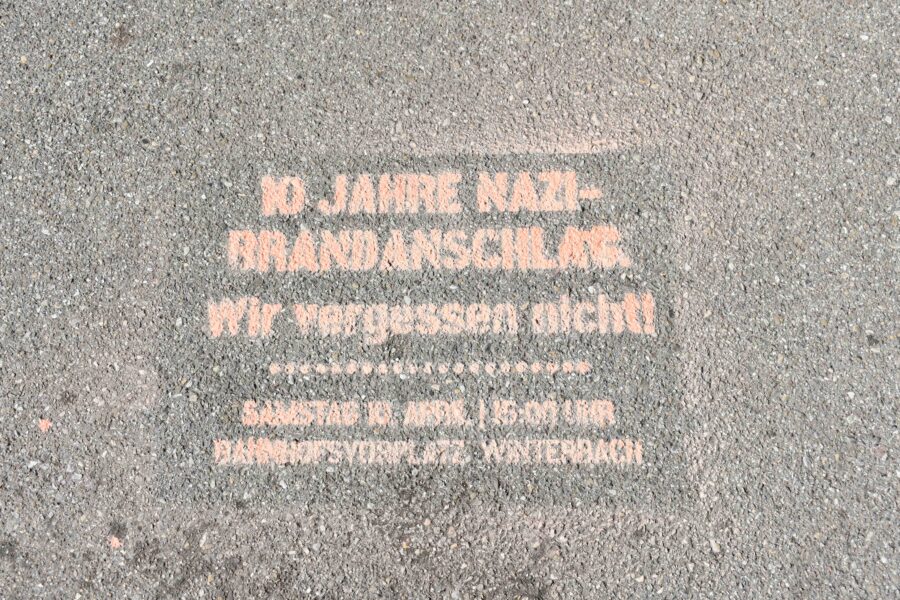 10 JAHRE NAZI-
BRANDANSCHLAG.
Wir vergessen nicht!
SAMSTAG 10. APRIL | 15:00 UHR
BAHNHOFSVORPLATZ WINTERBACH